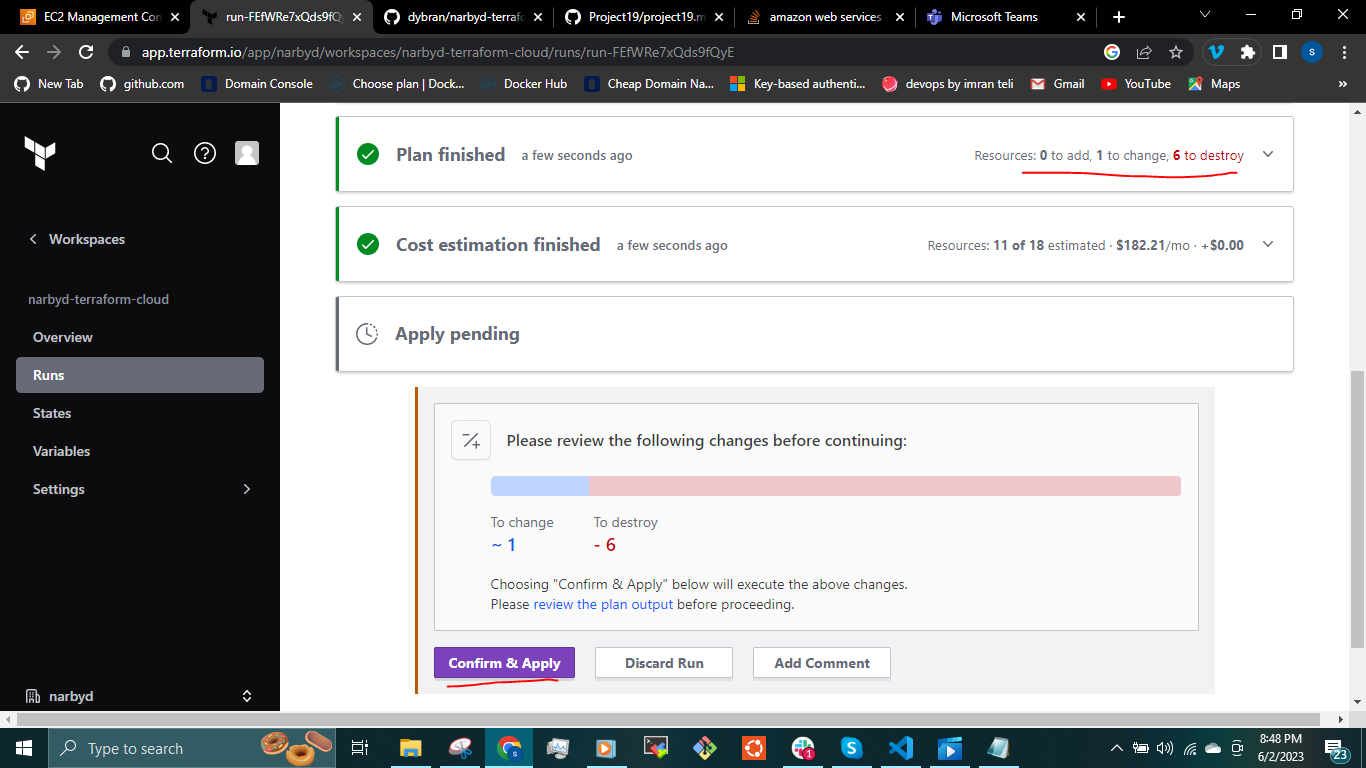 EC2 Management Con
run-FEfWRe7xQds9fQ
dybran/narbyd-terrafo
Project19/project19.m
amazon web services
Microsoft Teams
app.terraform.io/app/narbyd/workspaces/narbyd-terraform-cloud/runs/run-FEfWRe7xQds9fQyE
S
New Tab
github.com
Domain Console
Choose plan | Dock...
Docker Hub
Cheap Domain Na...
Key-based authenti...
devops by imran teli
Gmail
YouTube
Maps
»
Plan finished a few seconds ago Resources: 0 to add, 1 to change, 6 to destroy
Workspaces
Cost estimation finished a few seconds ago Resources: 11 of 18 estimated · $182.21/mo · +$0.00
narbyd-terraform-cloud
Overview
Runs
States
Variables
Settings
narbyd
Apply pending
Please review the following changes before continuing:
To change To destroy
~ 1 - 6
Choosing "Confirm & Apply" below will execute the above changes.
Please review the plan output before proceeding.
Confirm & Apply
Discard Run
Add Comment
Type to search
8:48 PM
6/2/2023
23